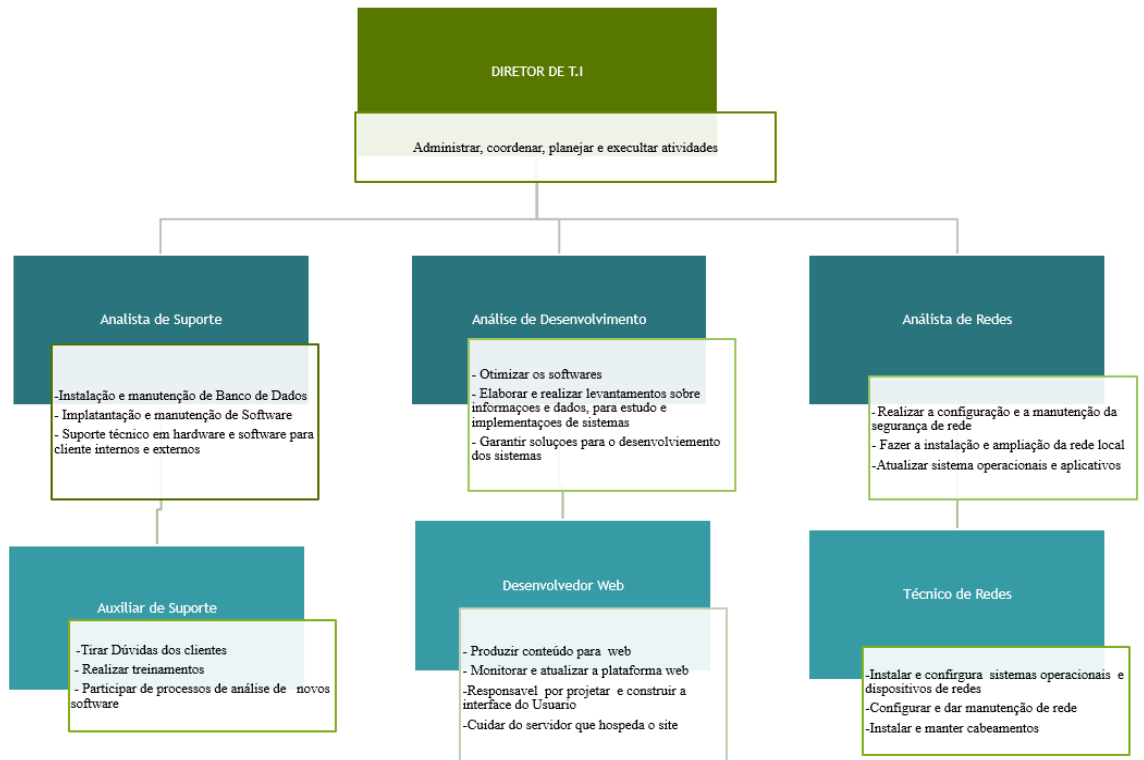 DIRETOR DE T.I
Administrar, coordenar, planejar e execultar atividades
Analista de Suporte
-Instalação e manutenção de Banco de Dados
- Implatantação e manutenção de Software
- Suporte técnico em hardware e software para
cliente internos e externos
Análise de Desenvolvimento
- Otimizar os softwares
- Elaborar e realizar levantamentos sobre
informaçoes e dados, para estudo e
implementaçoes de sistemas
- Garantir soluçoes para o desenvolviemento
dos sistemas
Análista de Redes
- Realizar a configuração e a manutenção da
segurança de rede
- Fazer a instalação e ampliação da rede local
-Atualizar sistema operacionais e aplicativos
Auxiliar de Suporte
-Tirar Dúvidas dos clientes
- Realizar treinamentos
- Participar de processos de análise de novos
software
Desenvolvedor Web
- Produzir conteúdo para web
- Monitorar e atualizar a plataforma web
-Responsavel por projetar e construir a
interface do Usuario
-Cuidar do servidor que hospeda o site
Técnico de Redes
-Instalar e confirgura sistemas operacionais e
dispositivos de redes
-Configurar e dar manutenção de rede
-Instalar e manter cabeamentos